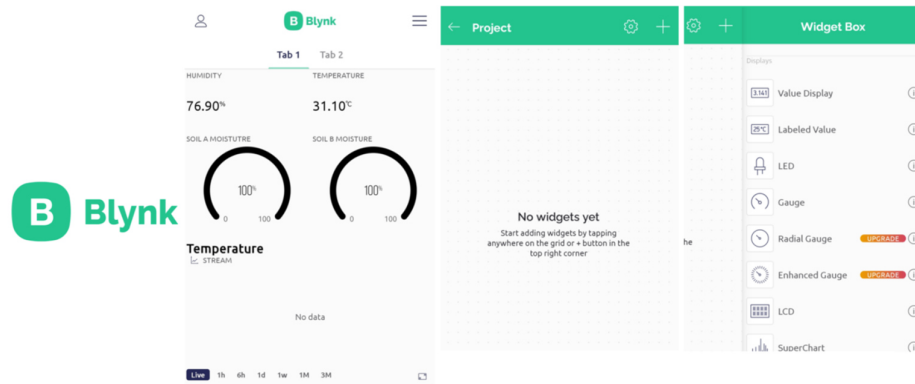 B Blynk
B Blynk
Tab 1 Tab 2
HUMIDITY TEMPERATURE
76.90% 31.10°C
SOIL A MOISTUTRE SOIL B MOISTURE
100% 100%
0 100 0 100
Temperature
STREAM
No data
Live 1h 6h 1d 1w 1M 3M
Project
No widgets yet
Start adding widgets by tapping
anywhere on the grid or + button in the
top right corner
he
Widget Box
Displays
3.141 Value Display
25°C Labeled Value
LED
Gauge
Radial Gauge UPGRADE
Enhanced Gauge UPGRADE
LCD
SuperChart